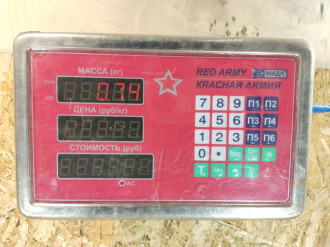 МАССА (кг)
0.74
ЦЕНА (руб/кг)
СТОИМОСТЬ (руб)
AC
RED ARMY МИДЛ
КРАСНАЯ АРМИЯ
7 8 9 П1 П2
4 5 6 П3 П4
1 2 3 П5 П6
0 •